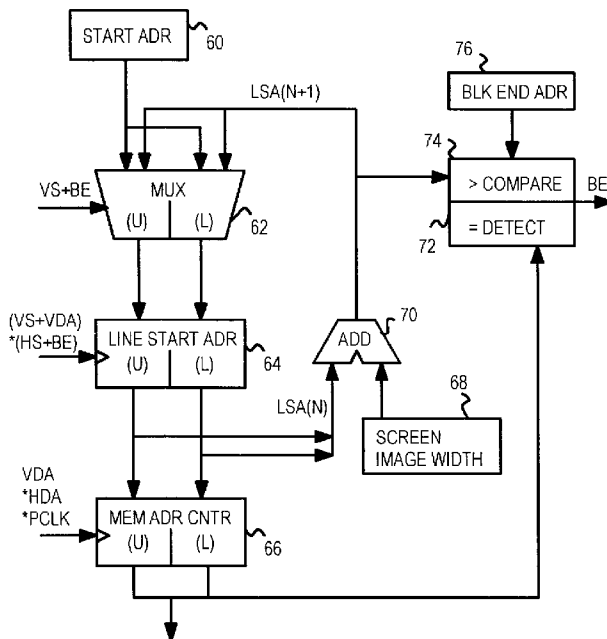 START ADR
60
76
LSA(N+1)
BLK END ADR
74
VS+BE
MUX
> COMPARE
BE
(U) (L)
62
72
= DETECT
(VS+VDA)
*(HS+BE)
LINE START ADR
(U) (L)
64
ADD
70
LSA(N)
68
SCREEN
IMAGE WIDTH
VDA
*HDA
*PCLK
MEM ADR CNTR
(U) (L)
66